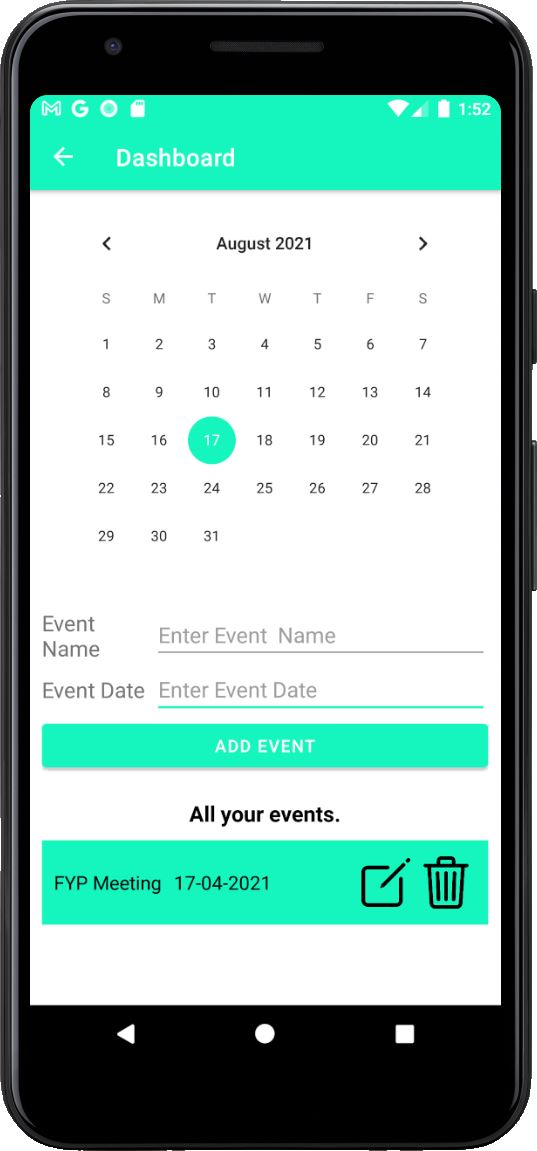 1:52
Dashboard
August 2021
S M T W T F S
1 2 3 4 5 6 7
8 9 10 11 12 13 14
15 16 17 18 19 20 21
22 23 24 25 26 27 28
29 30 31
Event
Name
Enter Event  Name
Event Date Enter Event Date
ADD EVENT
All your events.
FYP Meeting 17-04-2021